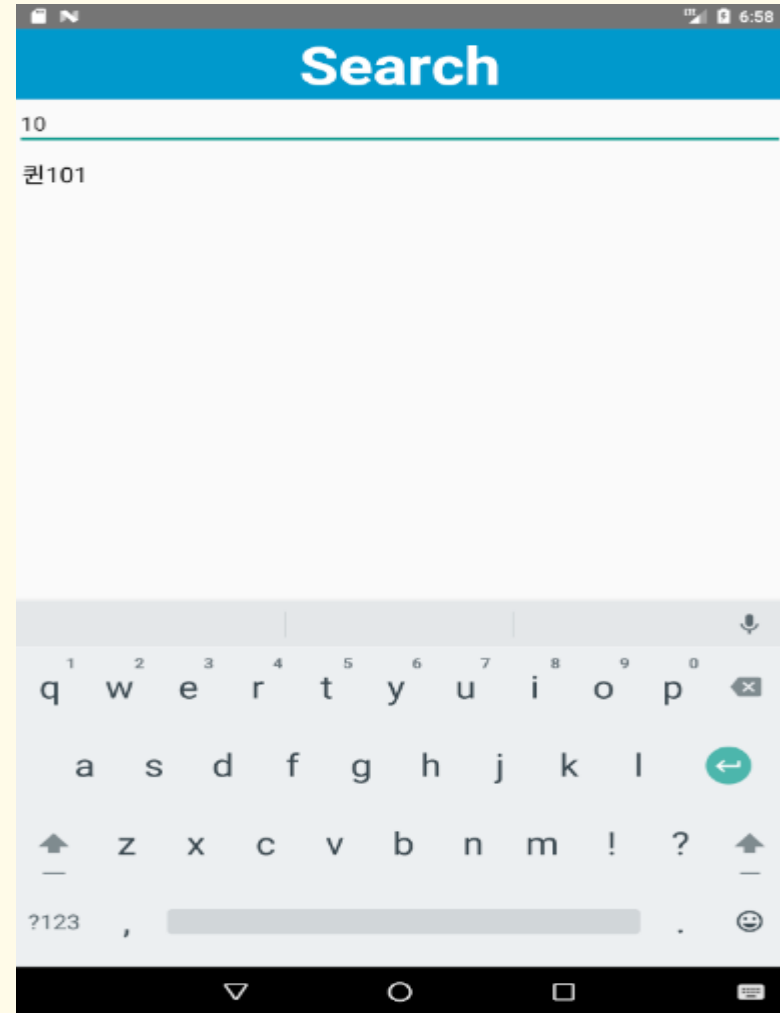 6:58
Search
10
퀸101
1 2 3 4 5 6 7 8 9 0
q w e r t y u i o p
a s d f g h j k l
z x c v b n m ! ?
?123 , .